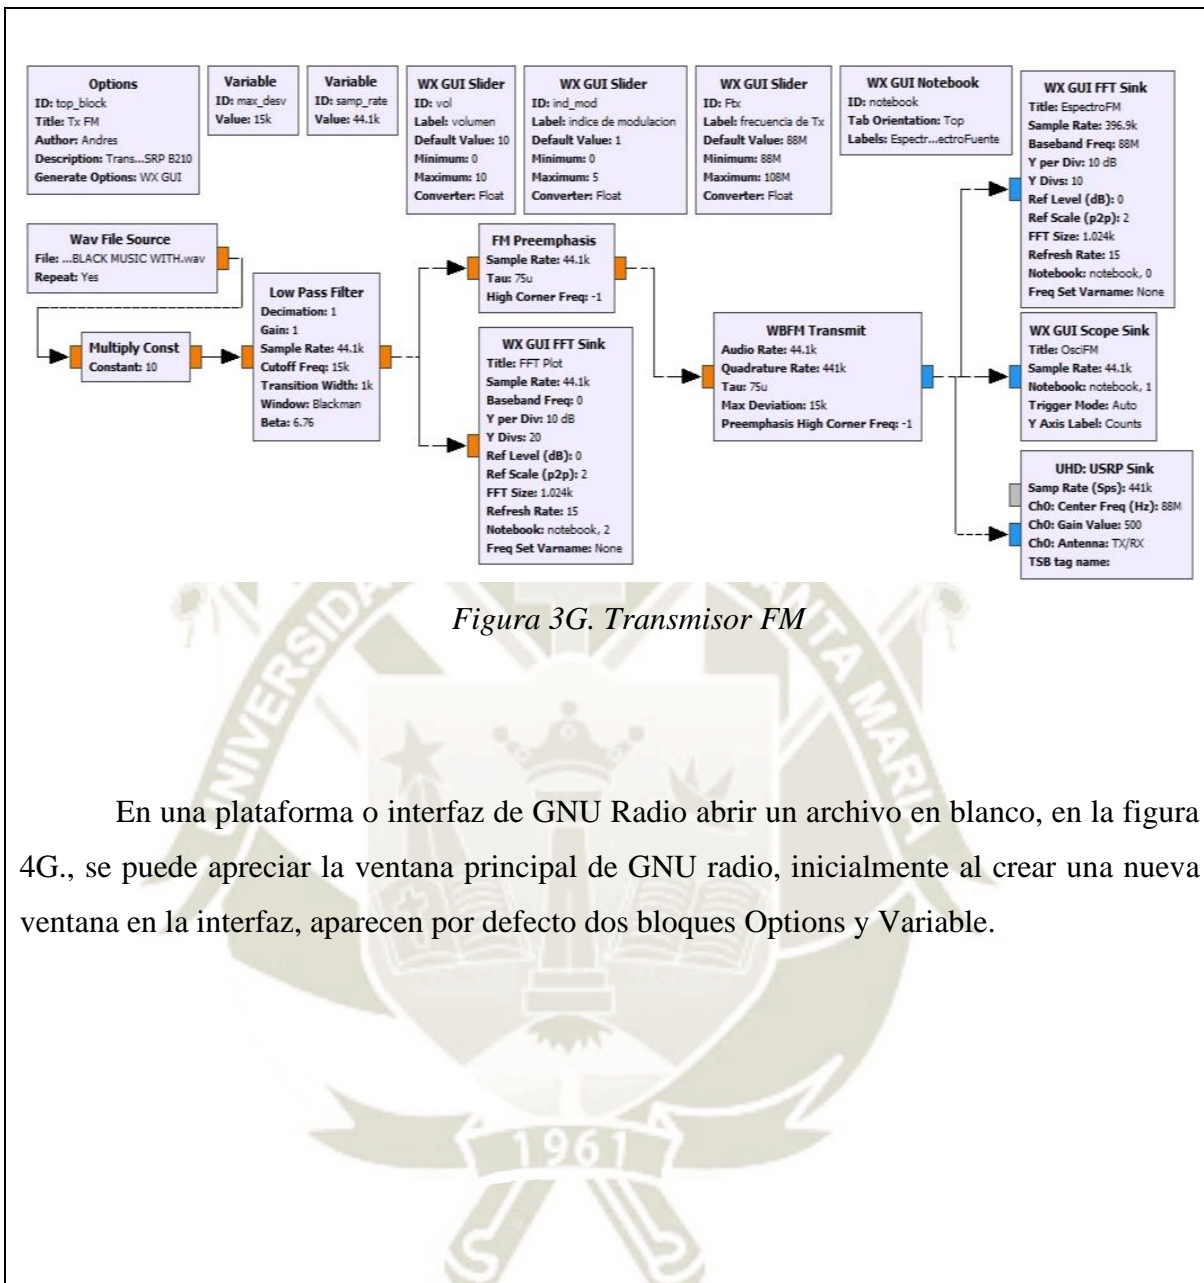 Options
ID: top_block
Title: Tx FM
Author: Andres
Description: Trans...SRP B210
Generate Options: WX GUI
Variable
ID: max_desv
Value: 15k
Variable
ID: samp_rate
Value: 44.1k
WX GUI Slider
ID: vol
Label: volumen
Default Value: 10
Minimum: 0
Maximum: 10
Converter: Float
WX GUI Slider
ID: ind_mod
Label: indice de modulacion
Default Value: 1
Minimum: 0
Maximum: 5
Converter: Float
WX GUI Slider
ID: Ftx
Label: frecuencia de Tx
Default Value: 88M
Minimum: 88M
Maximum: 108M
Converter: Float
WX GUI Notebook
ID: notebook
Tab Orientation: Top
Labels: Espectr...ectroFuente
WX GUI FFT Sink
Title: EspectroFM
Sample Rate: 396.9k
Baseband Freq: 88M
Y per Div: 10 dB
Y Divs: 10
Ref Level (dB): 0
Ref Scale (p2p): 2
FFT Size: 1.024k
Refresh Rate: 15
Notebook: notebook, 0
Freq Set Varname: None
Wav File Source
File: ...BLACK MUSIC WITH.wav
Repeat: Yes
Multiply Const
Constant: 10
Low Pass Filter
Decimation: 1
Gain: 1
Sample Rate: 44.1k
Cutoff Freq: 15k
Transition Width: 1k
Window: Blackman
Beta: 6.76
FM Preemphasis
Sample Rate: 44.1k
Tau: 75u
High Corner Freq: -1
WX GUI FFT Sink
Title: FFT Plot
Sample Rate: 44.1k
Baseband Freq: 0
Y per Div: 10 dB
Y Divs: 20
Ref Level (dB): 0
Ref Scale (p2p): 2
FFT Size: 1.024k
Refresh Rate: 15
Notebook: notebook, 2
Freq Set Varname: None
WBFM Transmit
Audio Rate: 44.1k
Quadrature Rate: 441k
Tau: 75u
Max Deviation: 15k
Preemphasis High Corner Freq: -1
WX GUI Scope Sink
Title: OsciFM
Sample Rate: 44.1k
Notebook: notebook, 1
Trigger Mode: Auto
Y Axis Label: Counts
UHD: USRP Sink
Samp Rate (Sps): 441k
Ch0: Center Freq (Hz): 88M
Ch0: Gain Value: 500
Ch0: Antenna: TX/RX
TSB tag name:
Figura 3G. Transmisor FM
En una plataforma o interfaz de GNU Radio abrir un archivo en blanco, en la figura
4G., se puede apreciar la ventana principal de GNU radio, inicialmente al crear una nueva
ventana en la interfaz, aparecen por defecto dos bloques Options y Variable.
1961